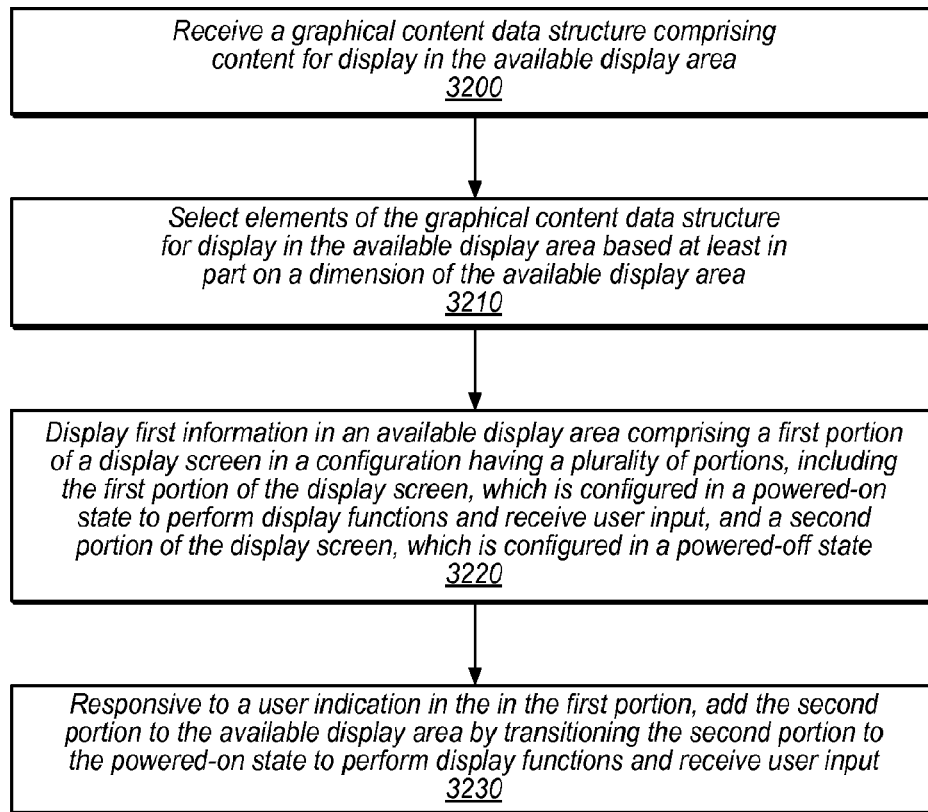 Receive a graphical content data structure comprising
content for display in the available display area
3200
Select elements of the graphical content data structure
for display in the available display area based at least in
part on a dimension of the available display area
3210
Display first information in an available display area comprising a first portion
of a display screen in a configuration having a plurality of portions, including
the first portion of the display screen, which is configured in a powered-on
state to perform display functions and receive user input, and a second
portion of the display screen, which is configured in a powered-off state
3220
Responsive to a user indication in the in the first portion, add the second
portion to the available display area by transitioning the second portion to
the powered-on state to perform display functions and receive user input
3230